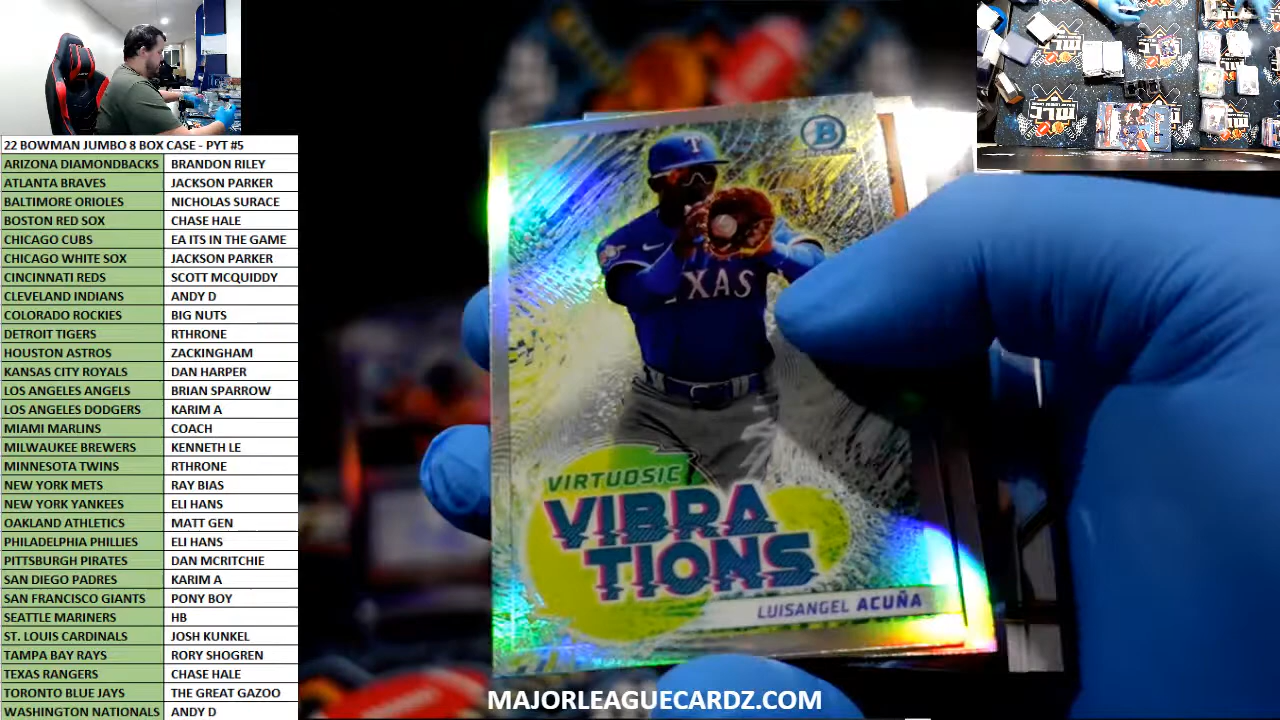 22 BOWMAN JUMBO 8 BOX CASE - PYT #5
ARIZONA DIAMONDBACKS BRANDON RILEY
ATLANTA BRAVES JACKSON PARKER
BALTIMORE ORIOLES NICHOLAS SURACE
BOSTON RED SOX CHASE HALE
CHICAGO CUBS EA ITS IN THE GAME
CHICAGO WHITE SOX JACKSON PARKER
CINCINNATI REDS SCOTT MCQUIDDY
CLEVELAND INDIANS ANDY D
COLORADO ROCKIES BIG NUTS
DETROIT TIGERS RTHRONE
HOUSTON ASTROS ZACKINGHAM
KANSAS CITY ROYALS DAN HARPER
LOS ANGELES ANGELS BRIAN SPARROW
LOS ANGELES DODGERS KARIM A
MIAMI MARLINS COACH
MILWAUKEE BREWERS KENNETH LE
MINNESOTA TWINS RTHRONE
NEW YORK METS RAY BIAS
NEW YORK YANKEES ELI HANS
OAKLAND ATHLETICS MATT GEN
PHILADELPHIA PHILLIES ELI HANS
PITTSBURGH PIRATES DAN MCRITCHIE
SAN DIEGO PADRES KARIM A
SAN FRANCISCO GIANTS PONY BOY
SEATTLE MARINERS HB
ST. LOUIS CARDINALS JOSH KUNKEL
TAMPA BAY RAYS RORY SHOGREN
TEXAS RANGERS CHASE HALE
TORONTO BLUE JAYS THE GREAT GAZOO
WASHINGTON NATIONALS ANDY D
B
T
TEXAS
VIRTUOSIC
VIBRA
TIONS
LUISANGEL ACUÑA
MAJORLEAGUECARDZ.COM
MLC
MLC
MLC